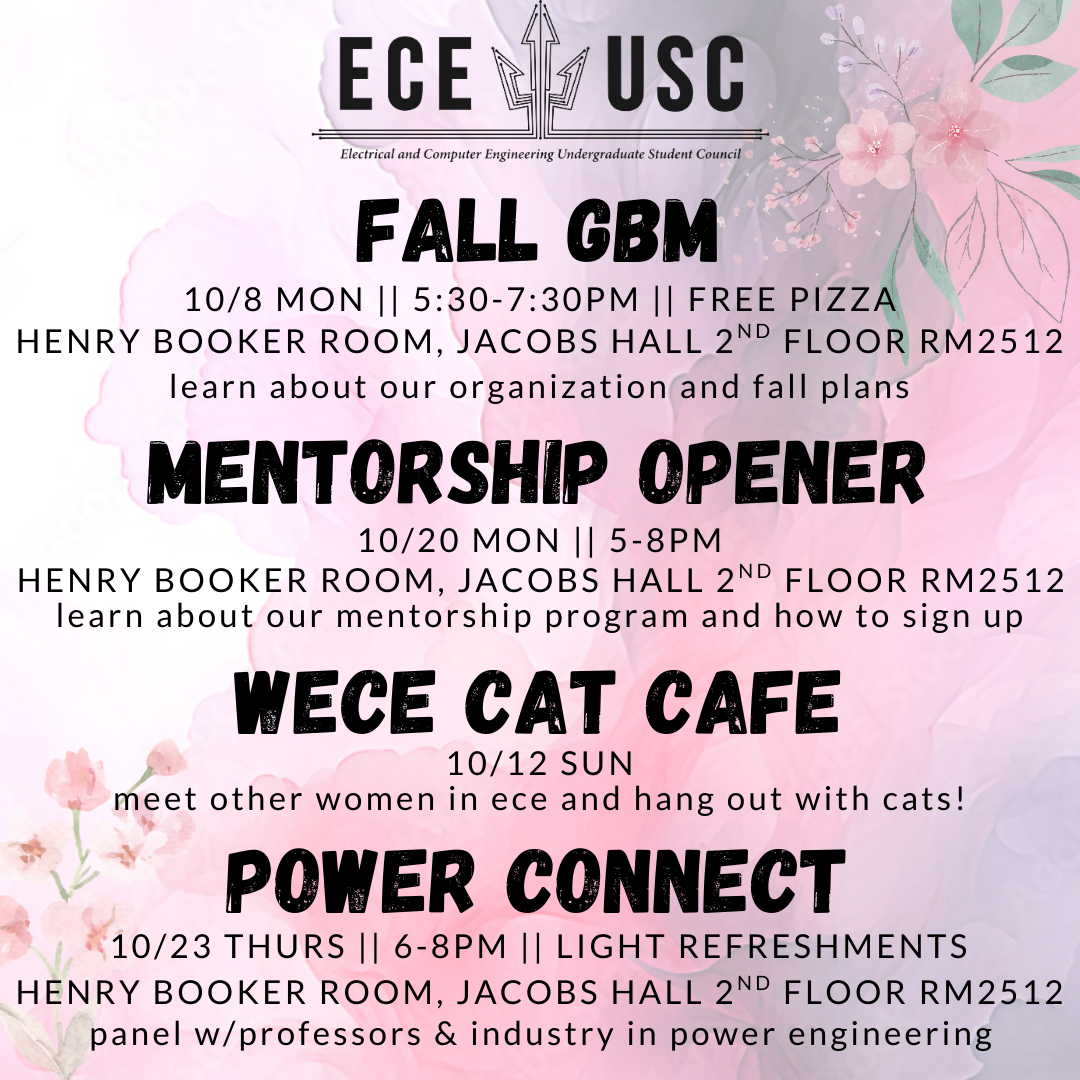 ECE USC
Electrical and Computer Engineering Undergraduate Student Council
FALL GBM
10/8 MON || 5:30-7:30PM || FREE PIZZA
HENRY BOOKER ROOM, JACOBS HALL 2ND FLOOR RM2512
learn about our organization and fall plans
MENTORSHIP OPENER
10/20 MON || 5-8PM
HENRY BOOKER ROOM, JACOBS HALL 2ND FLOOR RM2512
learn about our mentorship program and how to sign up
WECE CAT CAFE
10/12 SUN
meet other women in ece and hang out with cats!
POWER CONNECT
10/23 THURS || 6-8PM || LIGHT REFRESHMENTS
HENRY BOOKER ROOM, JACOBS HALL 2ND FLOOR RM2512
panel w/professors & industry in power engineering